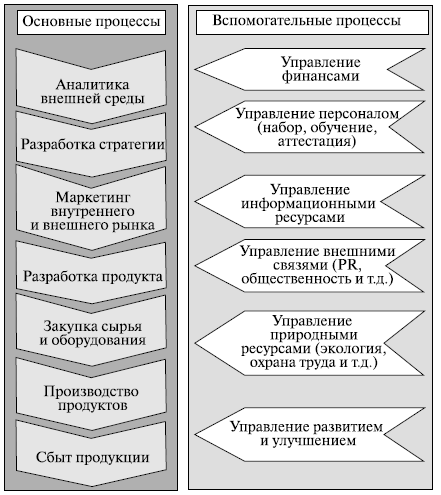 Основные процессы
Аналитика
внешней среды
Разработка стратегии
Маркетинг
внутреннего
и внешнего рынка
Разработка продукта
Закупка сырья
и оборудования
Производство
продуктов
Сбыт продукции
Вспомогательные процессы
Управление
финансами
Управление персоналом
(набор, обучение,
аттестация)
Управление
информационными
ресурсами
Управление внешними
связями (PR,
общественность и т.д.)
Управление
природными
ресурсами (экология,
охрана труда и т.д.)
Управление развитием
и улучшением